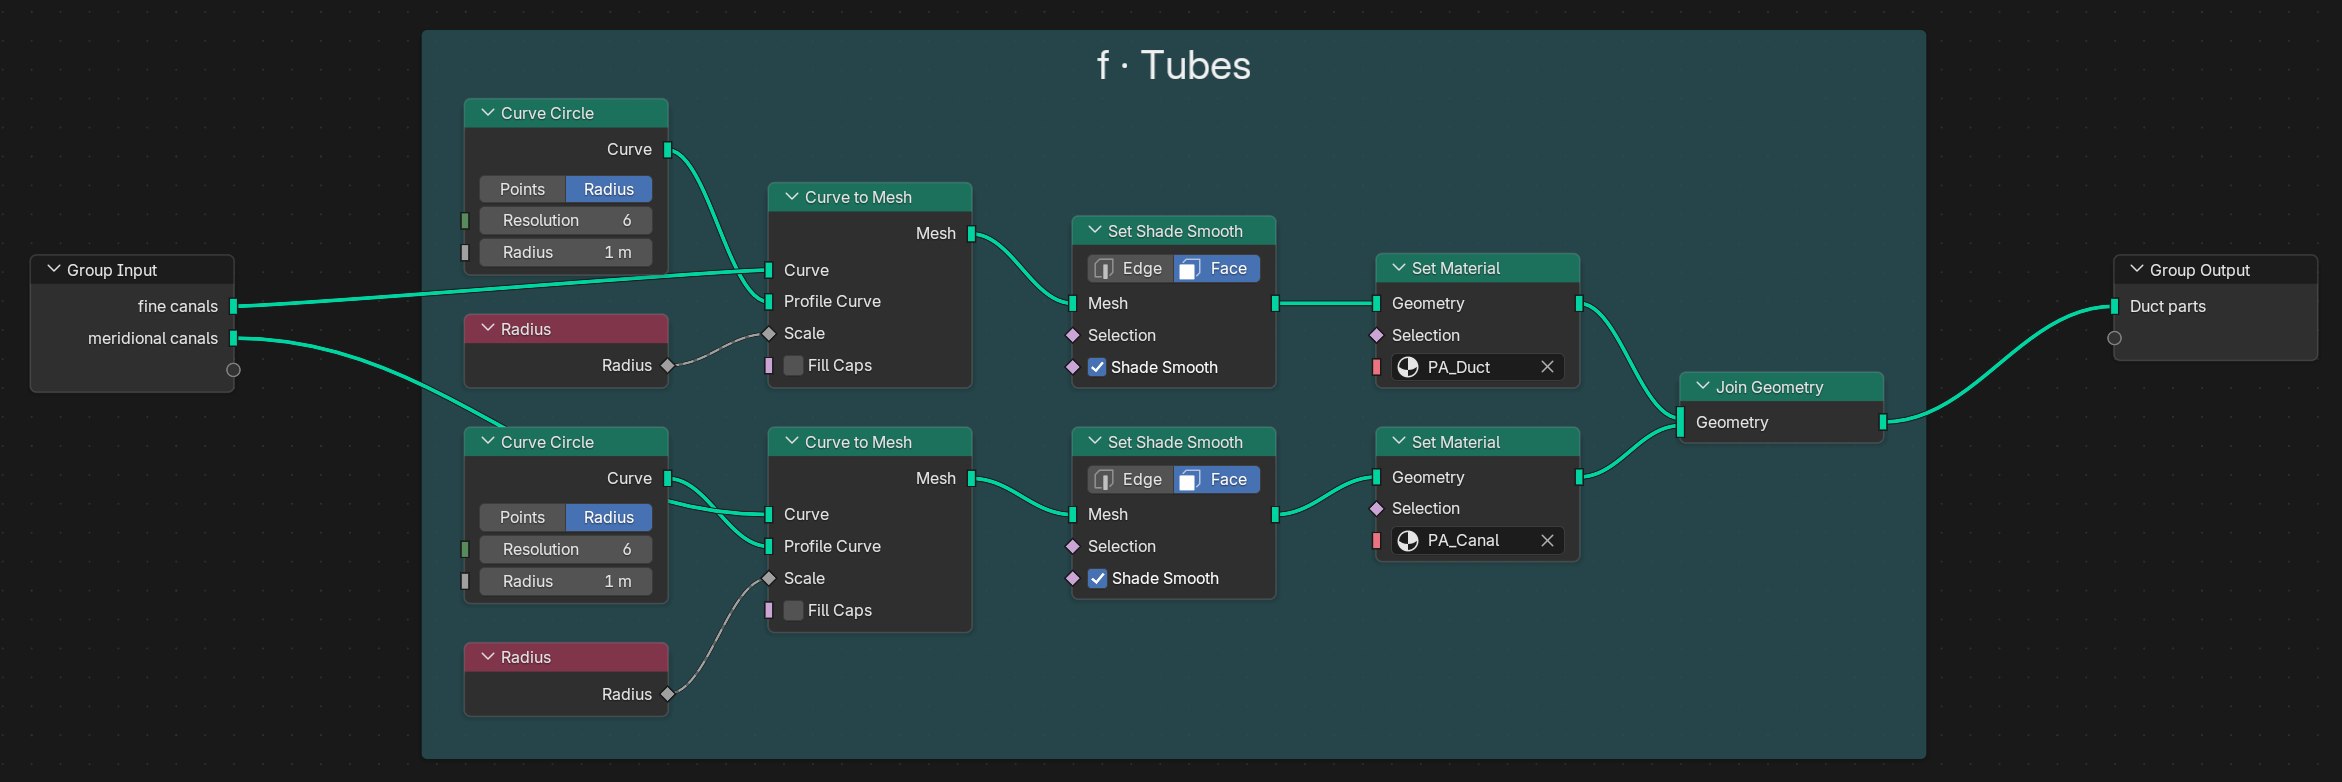 f · Tubes
Group Input
fine canals
meridional canals
Curve Circle
Curve
Points Radius
Resolution 6
Radius 1 m
Radius
Radius
Curve to Mesh
Mesh
Curve
Profile Curve
Scale
Fill Caps
Set Shade Smooth
Edge Face
Mesh
Selection
Shade Smooth
Set Material
Geometry
Selection
PA_Duct
Curve Circle
Curve
Points Radius
Resolution 6
Radius 1 m
Radius
Radius
Curve to Mesh
Mesh
Curve
Profile Curve
Scale
Fill Caps
Set Shade Smooth
Edge Face
Mesh
Selection
Shade Smooth
Set Material
Geometry
Selection
PA_Canal
Join Geometry
Geometry
Group Output
Duct parts